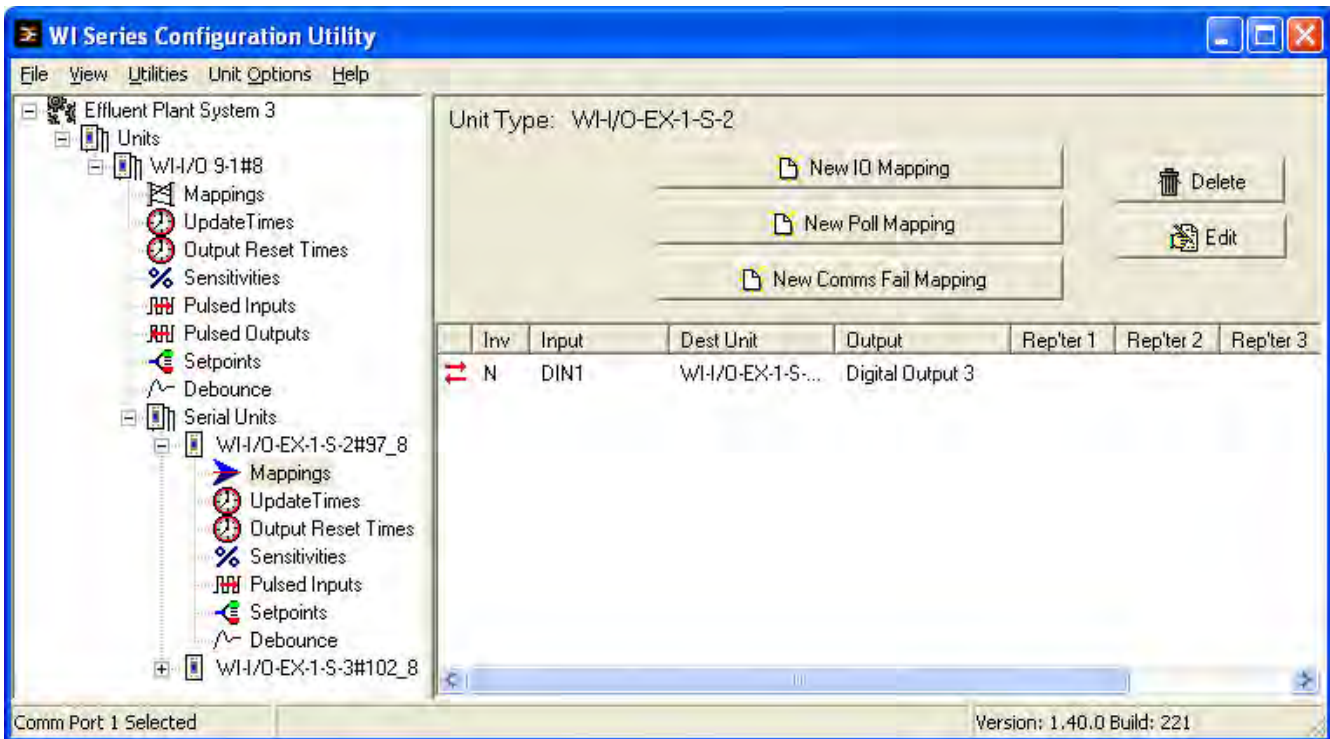 WI Series Configuration Utility
File View Utilities Unit Options Help
Effluent Plant System 3
Units
WI-I/O 9-1#8
Mappings
UpdateTimes
Output Reset Times
Sensitivities
Pulsed Inputs
Pulsed Outputs
Setpoints
Debounce
Serial Units
WI-I/O-EX-1-S-2#97_8
Mappings
UpdateTimes
Output Reset Times
Sensitivities
Pulsed Inputs
Setpoints
Debounce
WI-I/O-EX-1-S-3#102_8
Unit Type: WI-I/O-EX-1-S-2
New IO Mapping
New Poll Mapping
New Comms Fail Mapping
Delete
Edit
Inv Input Dest Unit Output Rep'ter 1 Rep'ter 2 Rep'ter 3
N DIN1 WI-I/O-EX-1-S-... Digital Output 3
Comm Port 1 Selected
Version: 1.40.0 Build: 221